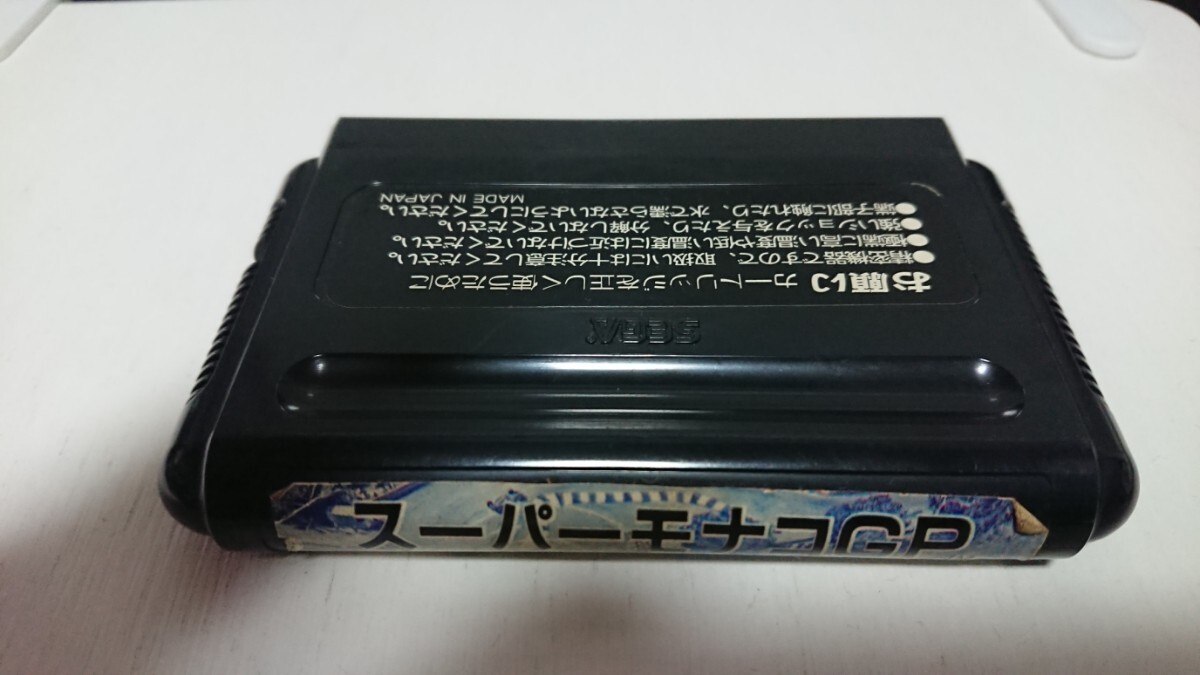 お願い カートリッジを正しく使うために
●精密機器ですので、取扱いには十分注意してください。
●極端に高い温度や低い温度には近づけないでください。
●強いショックを与えたり、分解しないでください。
●端子部に触れたり、水で濡らさないようにしてください。
MADE IN JAPAN
SEGA
スーパーモナコGP